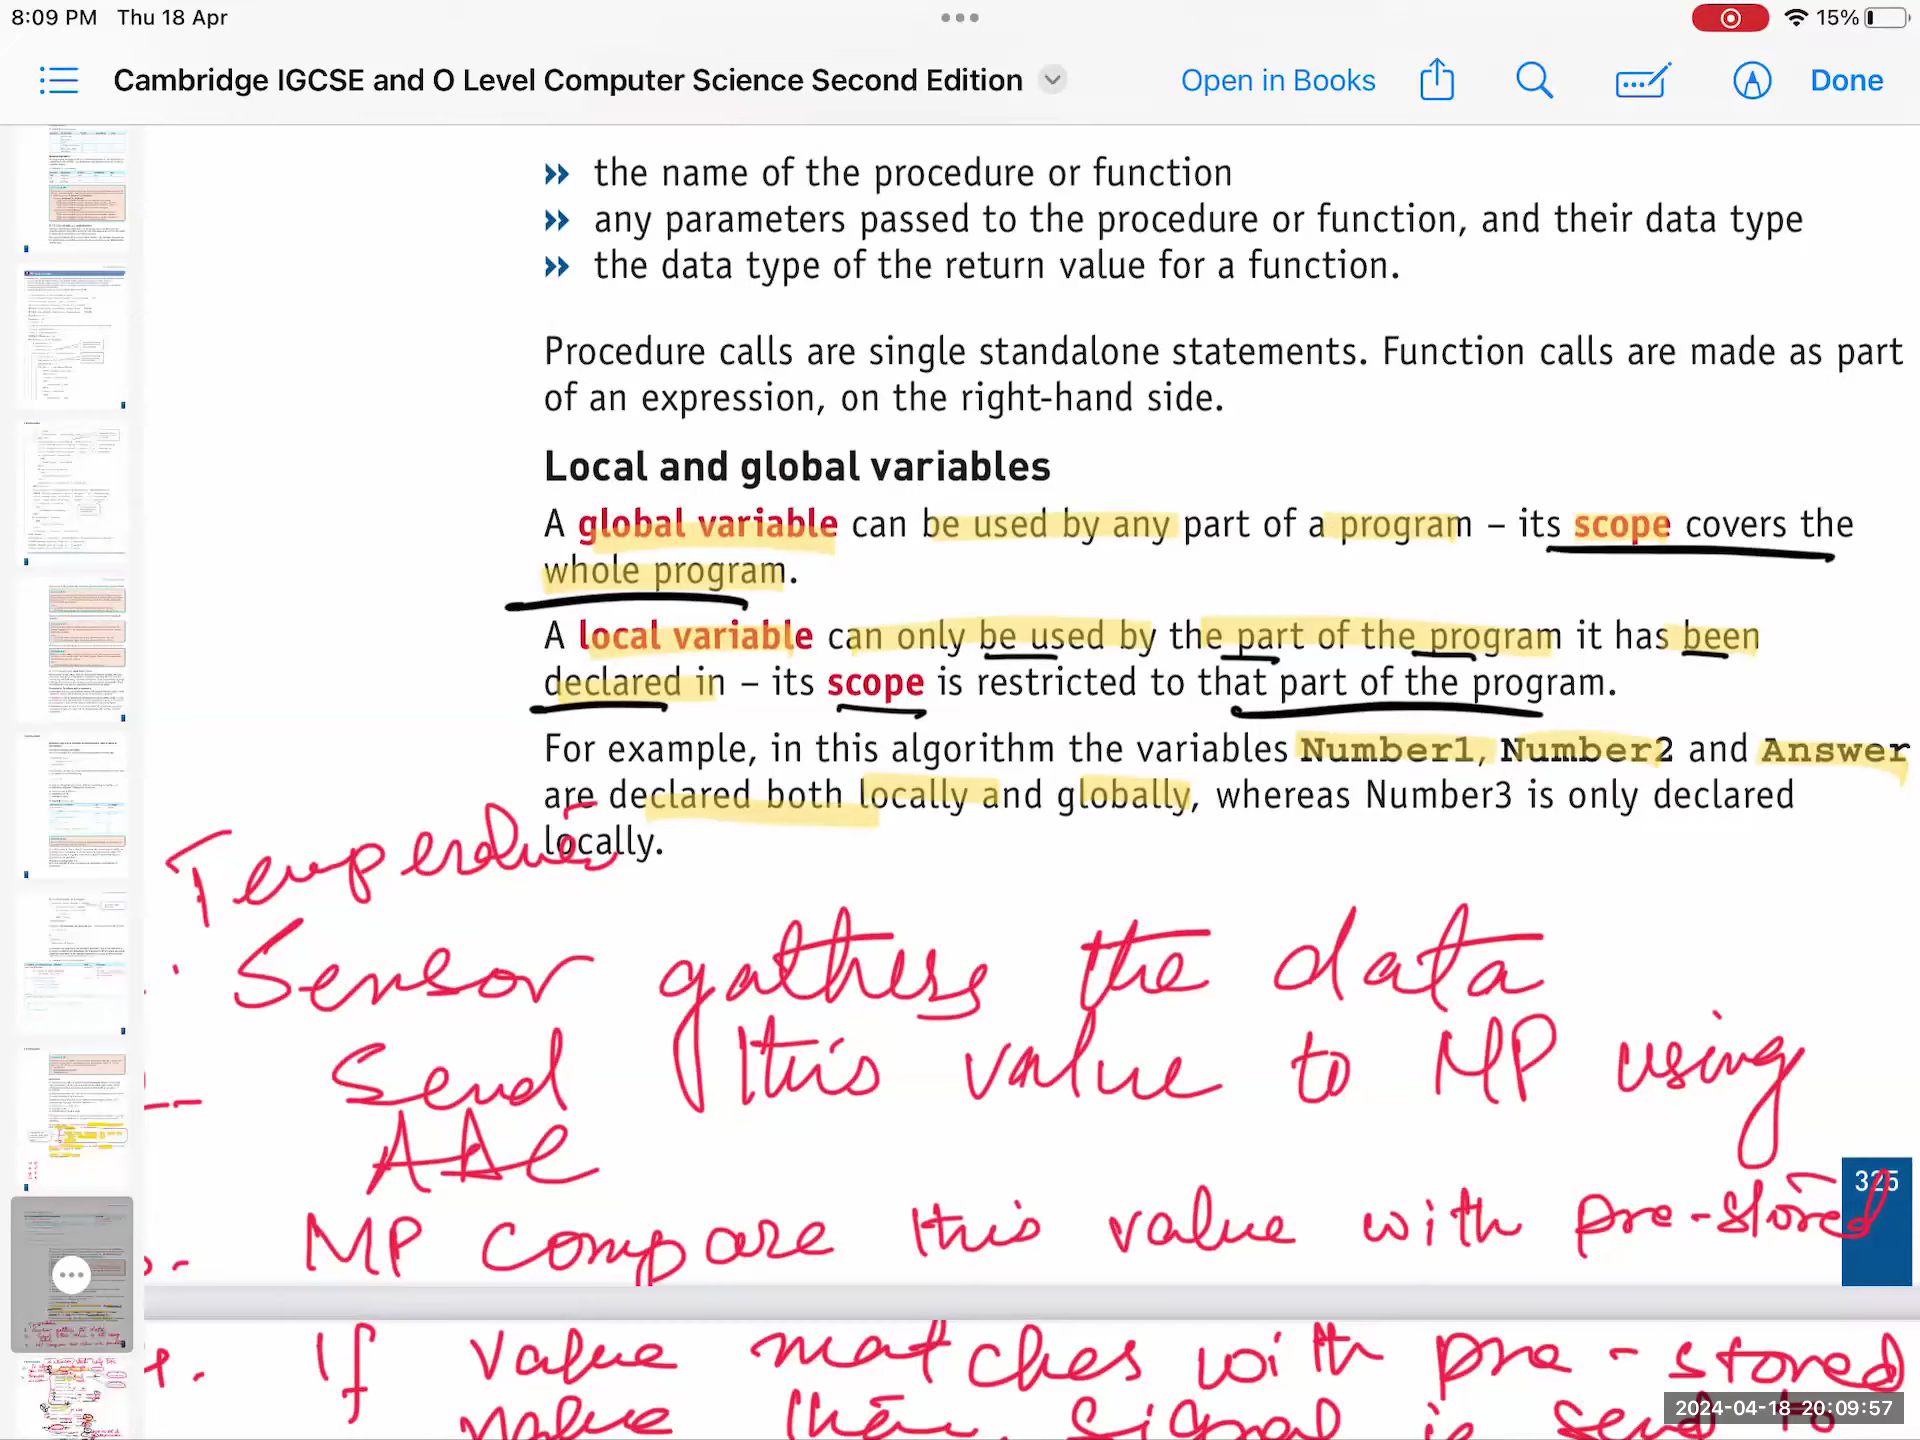 8:09 PM Thu 18 Apr
15%
Cambridge IGCSE and O Level Computer Science Second Edition
Open in Books
Done
» the name of the procedure or function
» any parameters passed to the procedure or function, and their data type
» the data type of the return value for a function.
Procedure calls are single standalone statements. Function calls are made as part
of an expression, on the right-hand side.
Local and global variables
A global variable can be used by any part of a program – its scope covers the
whole program.
A local variable can only be used by the part of the program it has been
declared in – its scope is restricted to that part of the program.
For example, in this algorithm the variables Number1, Number2 and Answer
are declared both locally and globally, whereas Number3 is only declared
locally.
Sensor gathers the data
Send this value to MP using
ADC
MP compare this value with pre-stored
325
If value matches with pre-stored
value then signal is send to
2024-04-18 20:09:57